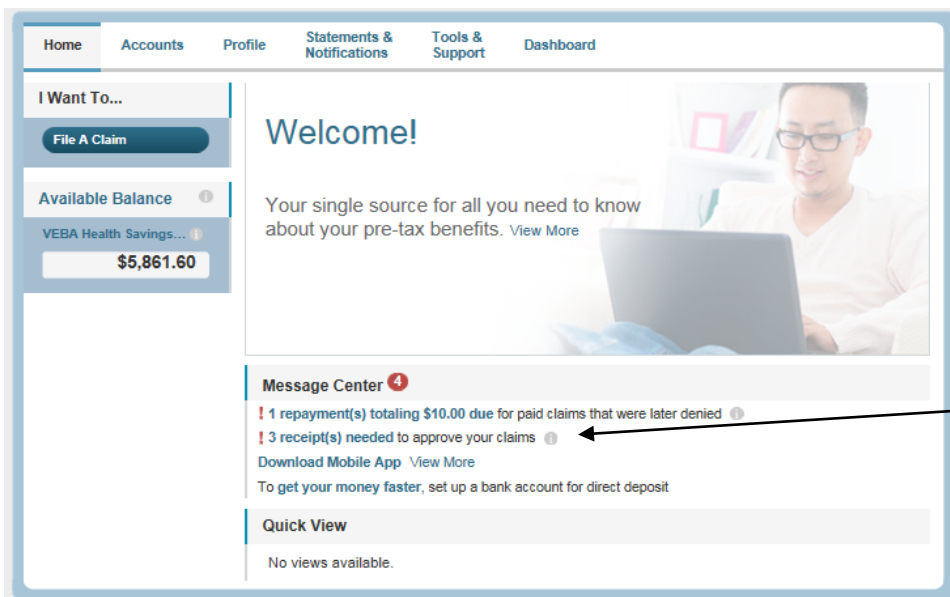 Home
Accounts
Profile
Statements &
Notifications
Tools &
Support
Dashboard
I Want To...
File A Claim
Available Balance
VEBA Health Savings...
$5,861.60
Welcome!
Your single source for all you need to know
about your pre-tax benefits. View More
Message Center 4
! 1 repayment(s) totaling $10.00 due for paid claims that were later denied
! 3 receipt(s) needed to approve your claims
Download Mobile App View More
To get your money faster, set up a bank account for direct deposit
Quick View
No views available.